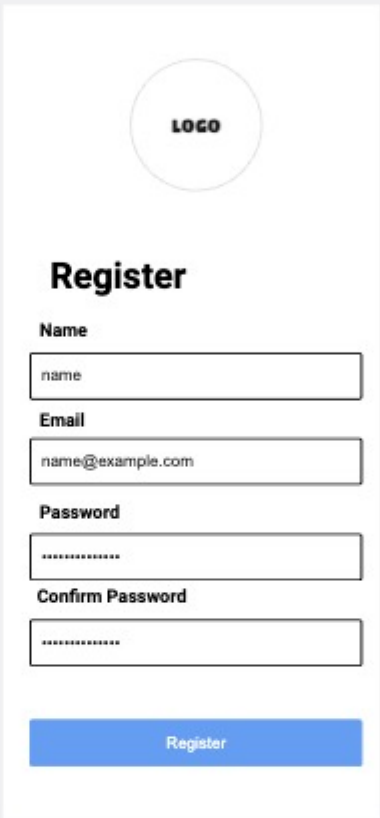 LOGO
Register
Name
name
Email
name@example.com
Password
••••••••••••••
Confirm Password
••••••••••••••
Register